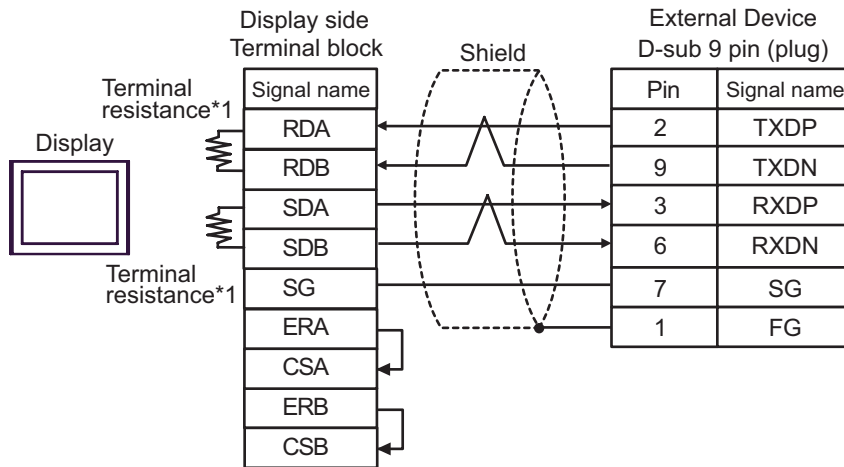 Display side
Terminal block
External Device
D-sub 9 pin (plug)
Shield
Terminal
resistance*1
Display
Terminal
resistance*1
Signal name
RDA
RDB
SDA
SDB
SG
ERA
CSA
ERB
CSB
Pin Signal name
2 TXDP
9 TXDN
3 RXDP
6 RXDN
7 SG
1 FG